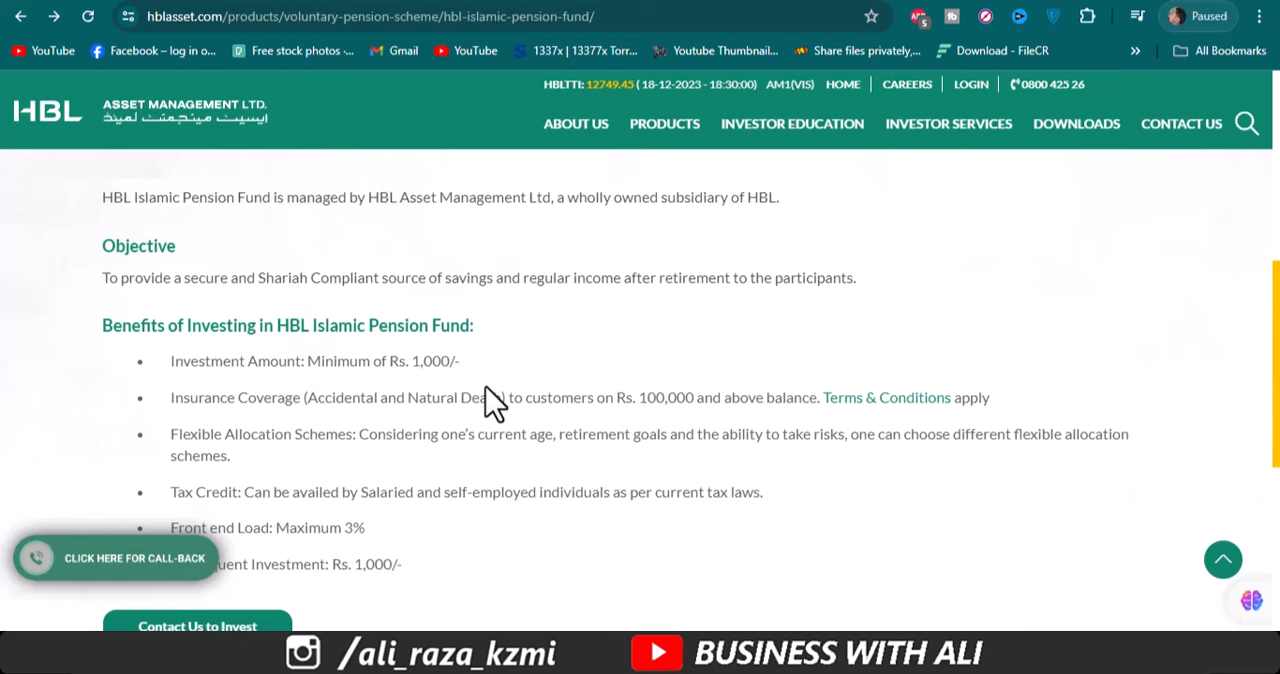 hblasset.com/products/voluntary-pension-scheme/hbl-islamic-pension-fund/
5
Paused
YouTube
Facebook – log in o...
Free stock photos ·...
Gmail
YouTube
1337x | 13377x Torr...
Youtube Thumbnail...
Share files privately,...
Download - FileCR
»
All Bookmarks
HBLTTI: 12749.45 ( 18-12-2023 - 18:30:00) AM1(VIS) HOME CAREERS LOGIN 0800 425 26
HBL ASSET MANAGEMENT LTD.
ایسیٹ مینجمنٹ لمیٹڈ
ABOUT US PRODUCTS INVESTOR EDUCATION INVESTOR SERVICES DOWNLOADS CONTACT US
HBL Islamic Pension Fund is managed by HBL Asset Management Ltd, a wholly owned subsidiary of HBL.
Objective
To provide a secure and Shariah Compliant source of savings and regular income after retirement to the participants.
Benefits of Investing in HBL Islamic Pension Fund:
• Investment Amount: Minimum of Rs. 1,000/-
• Insurance Coverage (Accidental and Natural Dea ) to customers on Rs. 100,000 and above balance. Terms & Conditions apply
• Flexible Allocation Schemes: Considering one's current age, retirement goals and the ability to take risks, one can choose different flexible allocation
schemes.
• Tax Credit: Can be availed by Salaried and self-employed individuals as per current tax laws.
• Front end Load: Maximum 3%
CLICK HERE FOR CALL-BACK
uent Investment: Rs. 1,000/-
Contact Us to Invest
/ali_raza_kzmi
BUSINESS WITH ALI